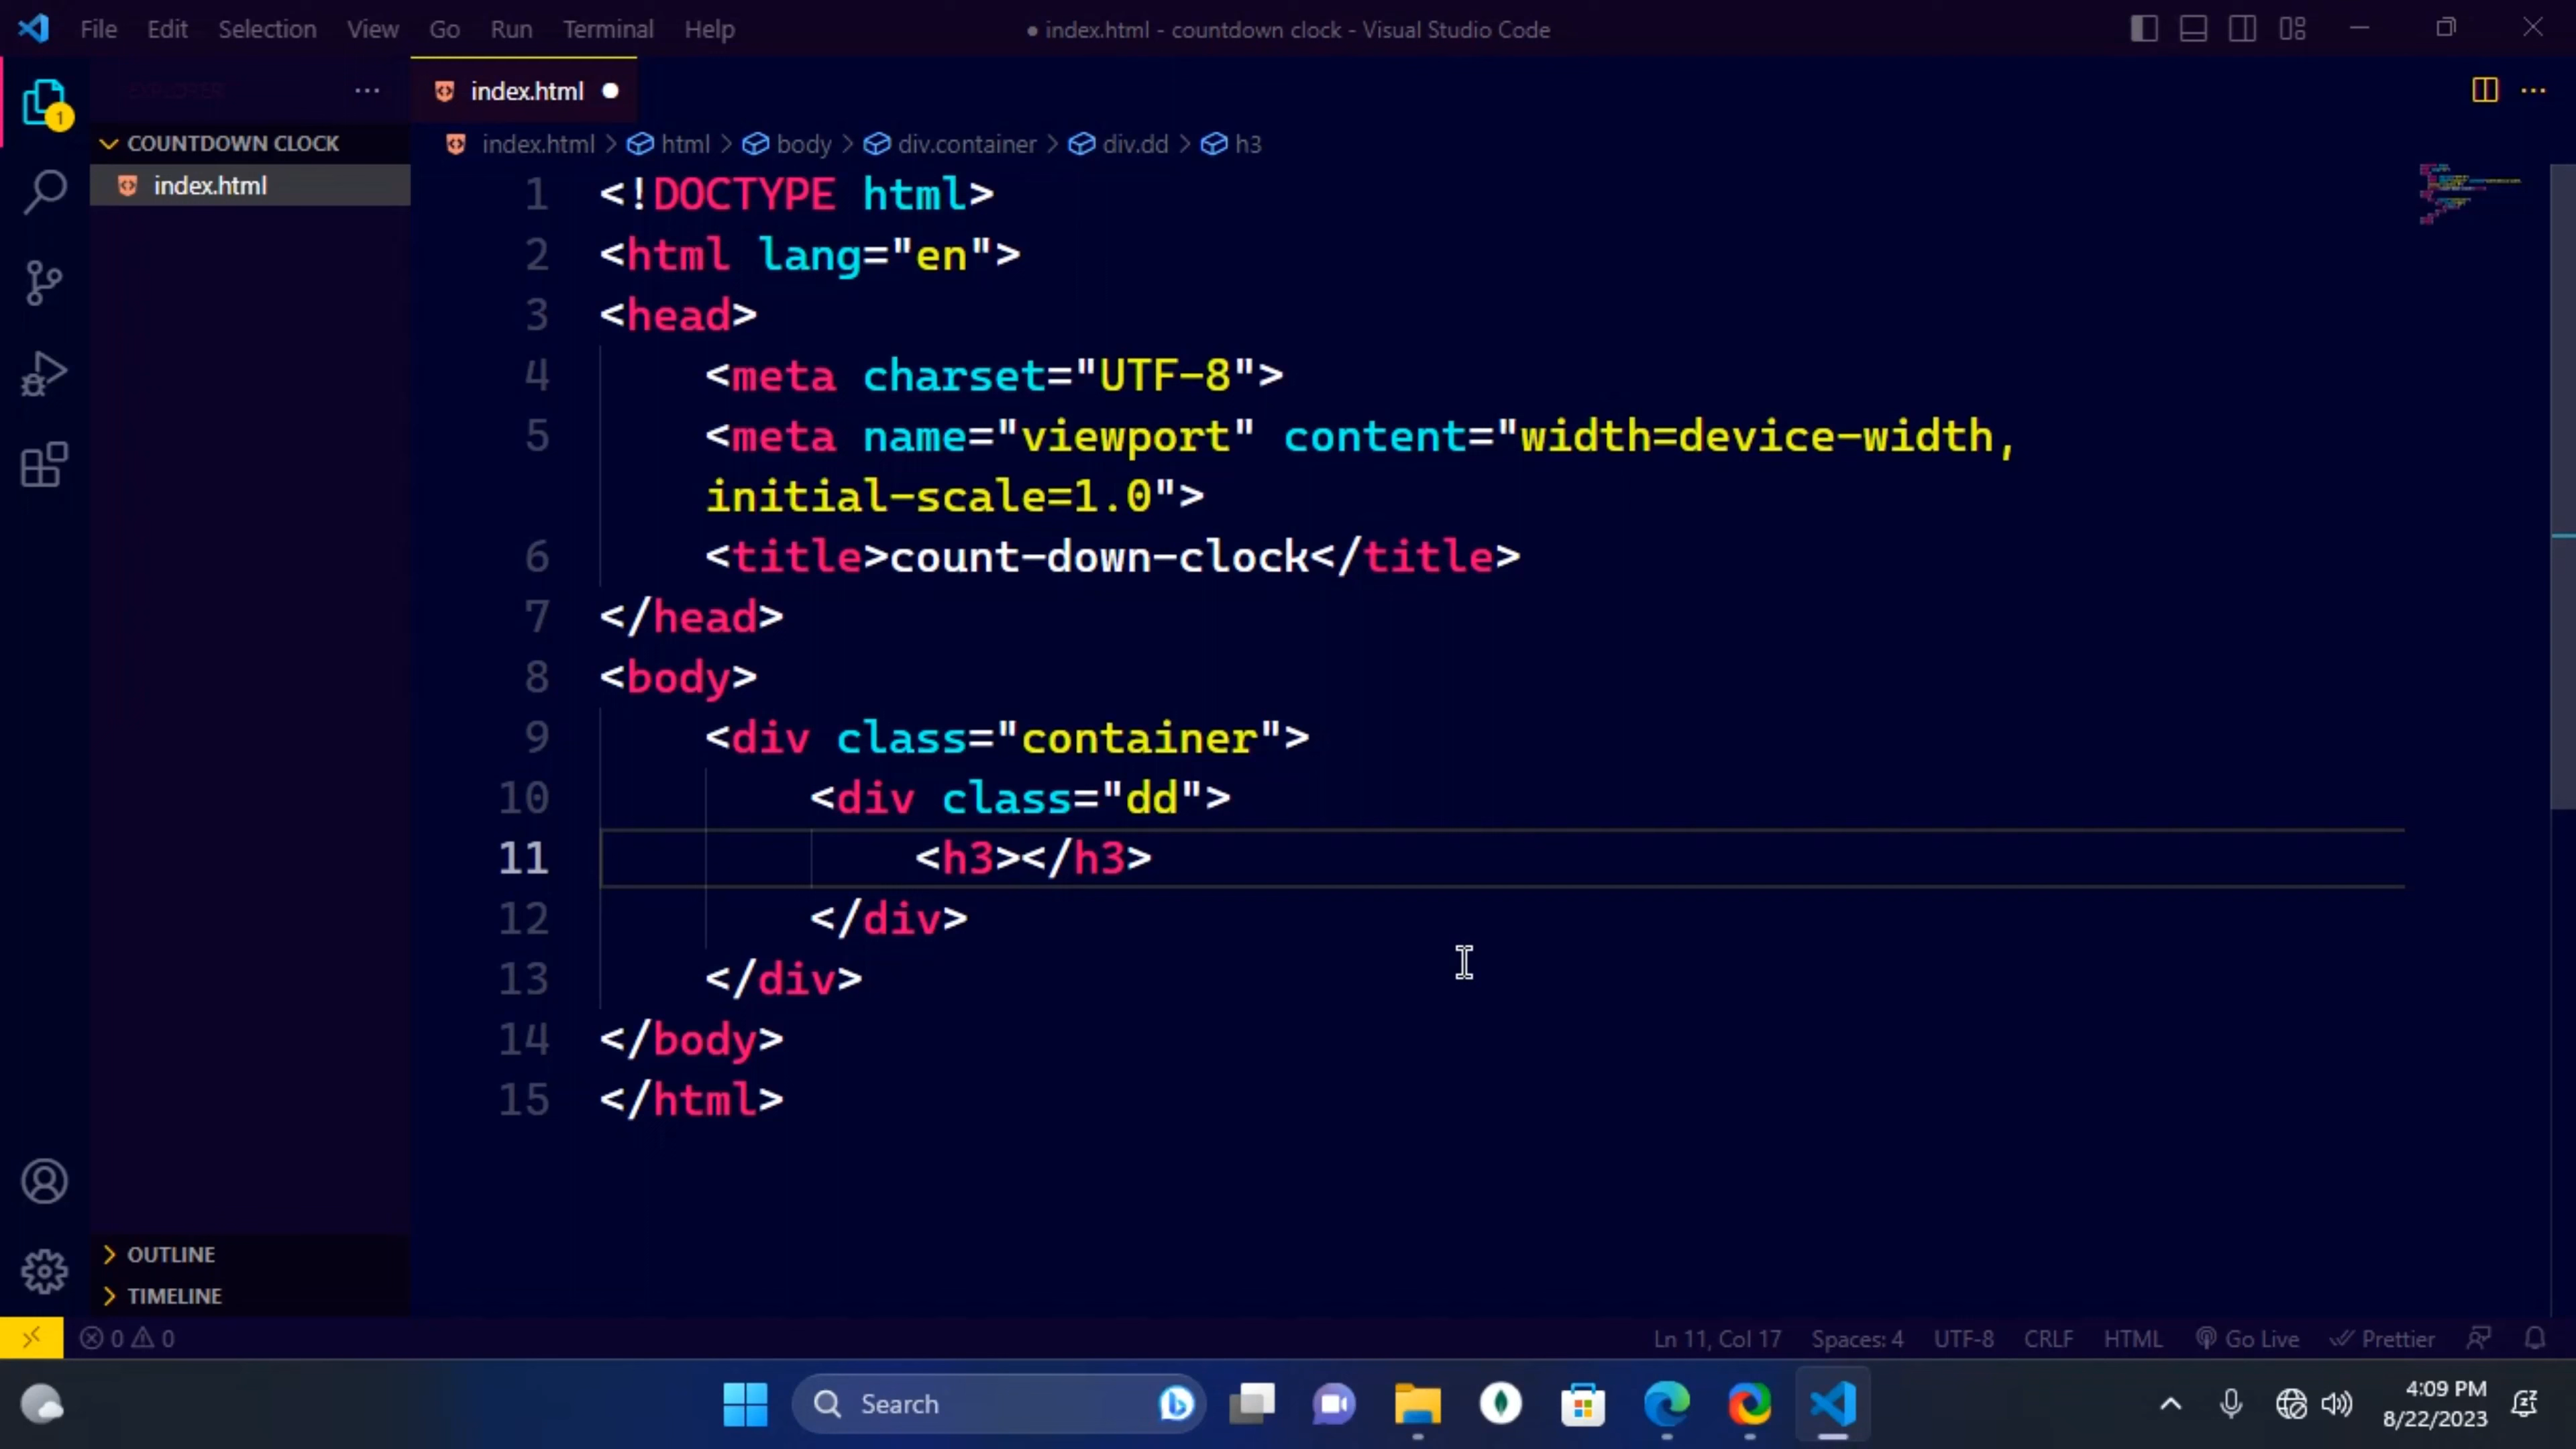 File Edit Selection View Go Run Terminal Help
● index.html - countdown clock - Visual Studio Code
EXPLORER
index.html
COUNTDOWN CLOCK
index.html
index.html > html > body > div.container > div.dd > h3
1 <!DOCTYPE html>
2 <html lang="en">
3 <head>
4 <meta charset="UTF-8">
5 <meta name="viewport" content="width=device-width,
initial-scale=1.0">
6 <title>count-down-clock</title>
7 </head>
8 <body>
9 <div class="container">
10 <div class="dd">
11 <h3></h3>
12 </div>
13 </div>
14 </body>
15 </html>
1
OUTLINE
TIMELINE
0 0
Ln 11, Col 17 Spaces: 4 UTF-8 CRLF HTML Go Live Prettier
Search
4:09 PM
8/22/2023